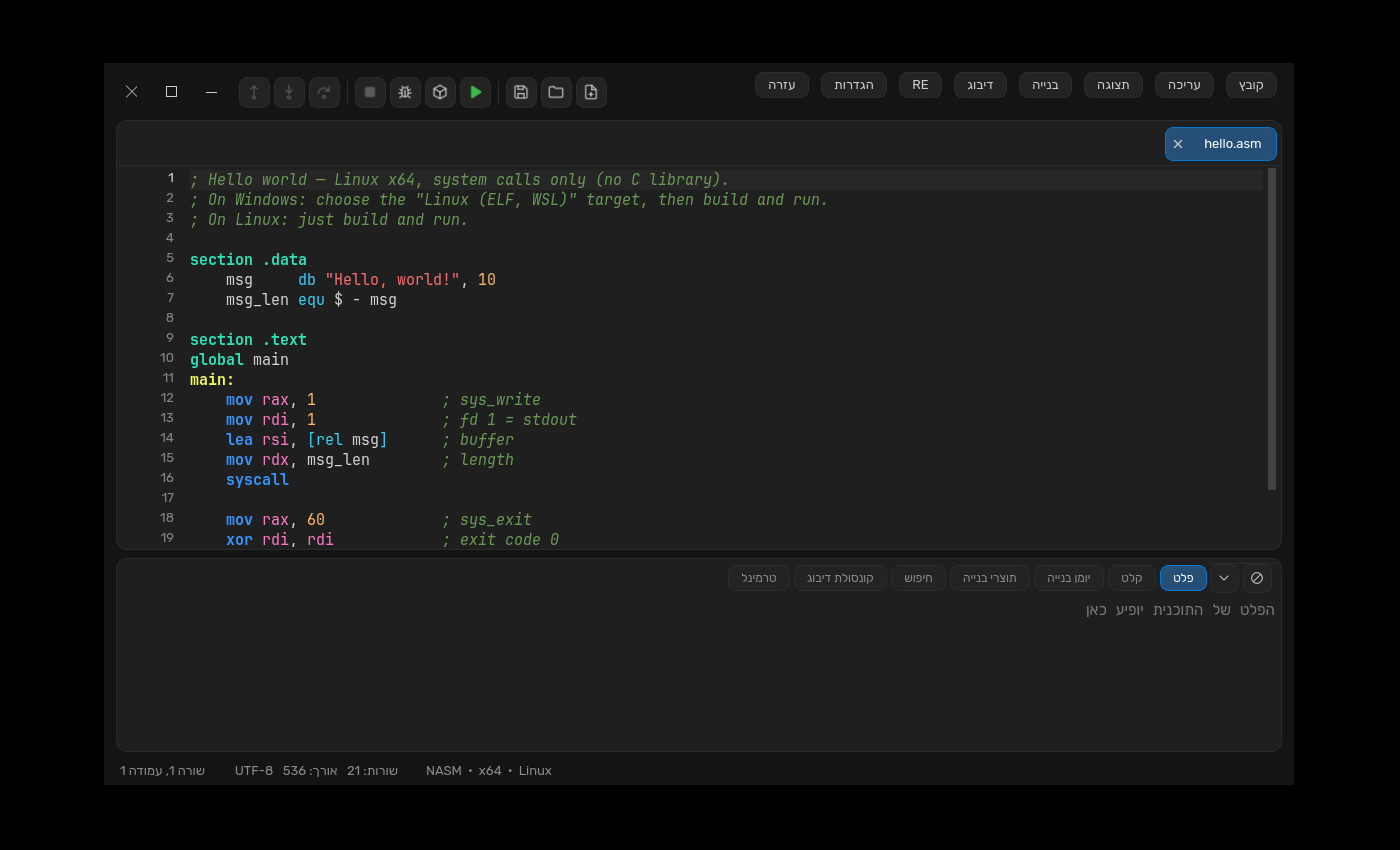 קובץ עריכה תצוגה בנייה דיבוג RE הגדרות עזרה
hello.asm
1 ; Hello world — Linux x64, system calls only (no C library).
2 ; On Windows: choose the "Linux (ELF, WSL)" target, then build and run.
3 ; On Linux: just build and run.
4
5 section .data
6     msg     db "Hello, world!", 10
7     msg_len equ $ - msg
8
9 section .text
10 global main
11 main:
12     mov rax, 1              ; sys_write
13     mov rdi, 1              ; fd 1 = stdout
14     lea rsi, [rel msg]      ; buffer
15     mov rdx, msg_len        ; length
16     syscall
17
18     mov rax, 60             ; sys_exit
19     xor rdi, rdi            ; exit code 0
פלט קלט יומן בנייה תוצרי בנייה חיפוש קונסולת דיבוג טרמינל
הפלט של התוכנית יופיע כאן
NASM • x64 • Linux
שורות: 21 אורך: 536 UTF-8
שורה 1, עמודה 1